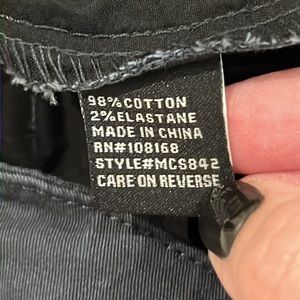 98% COTTON
2% ELASTANE
MADE IN CHINA
RN#108168
STYLE#MCS842
CARE ON REVERSE